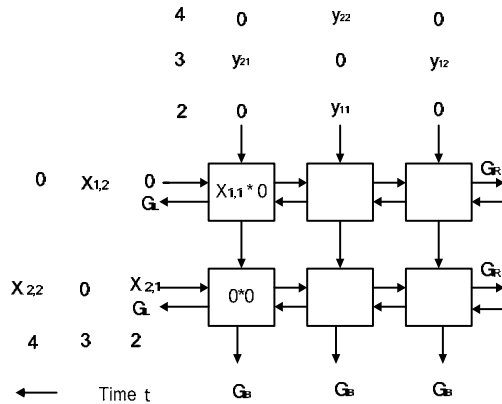 4 0 y22 0
3 y21 0 y12
2 0 y11 0
0 X1,2 0 X1,1 * 0 GR
GL
X2,2 0 X2,1 0*0 GR
GL
4 3 2
Time t GB GB GB